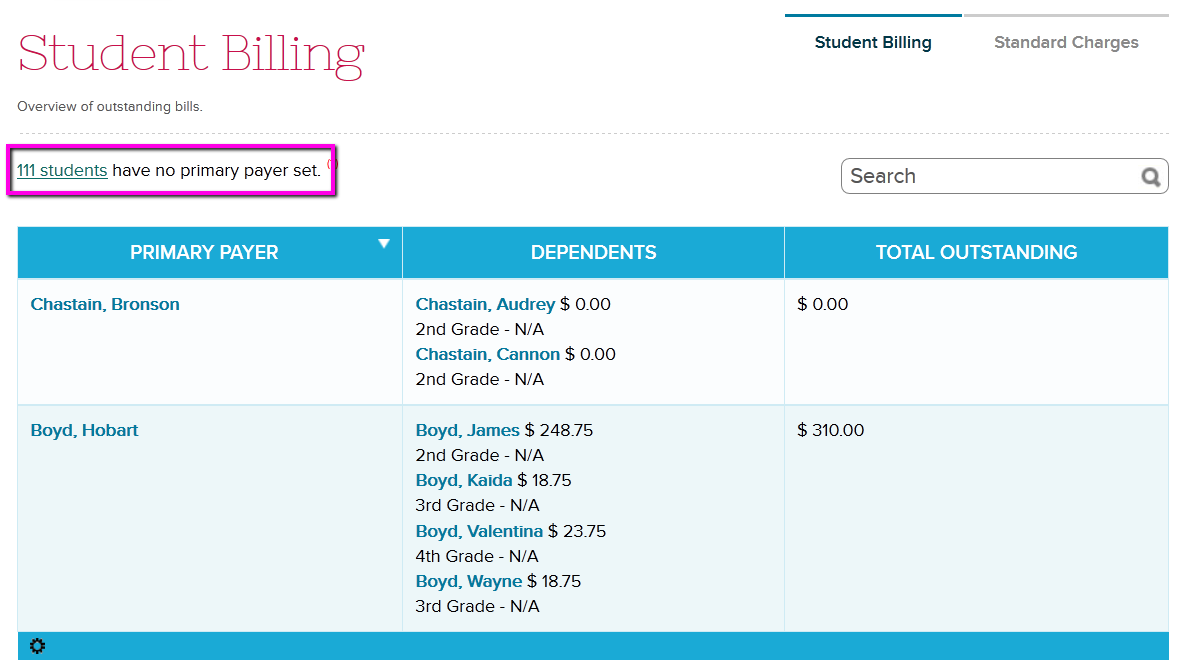 Student Billing
Student Billing
Standard Charges
Overview of outstanding bills.
111 students have no primary payer set.
Search
PRIMARY PAYER
DEPENDENTS
TOTAL OUTSTANDING
Chastain, Bronson
Chastain, Audrey $ 0.00
$ 0.00
2nd Grade - N/A
Chastain, Cannon $ 0.00
2nd Grade - N/A
Boyd, Hobart
Boyd, James $ 248.75
$ 310.00
2nd Grade - N/A
Boyd, Kaida $ 18.75
3rd Grade - N/A
Boyd, Valentina $ 23.75
4th Grade - N/A
Boyd, Wayne $ 18.75
3rd Grade - N/A